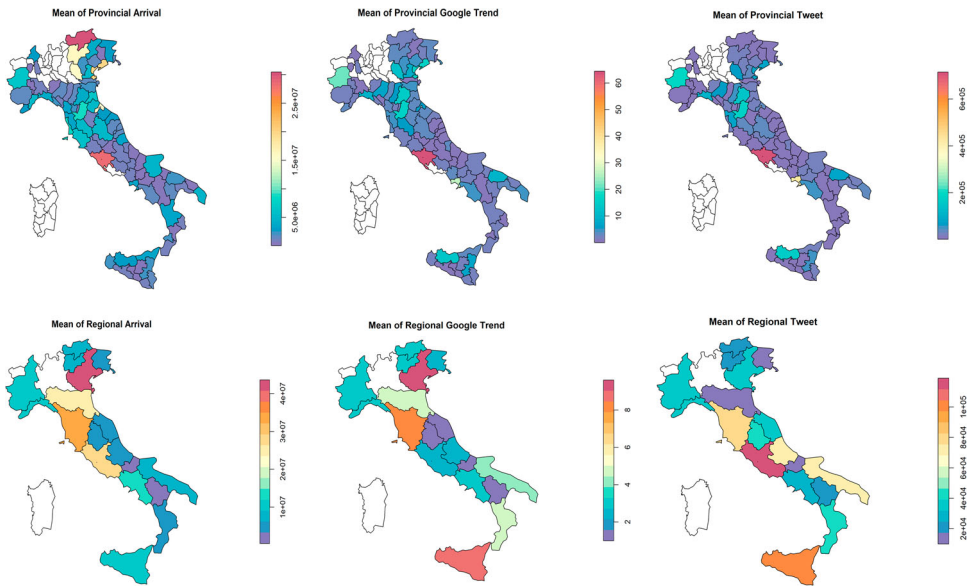 Mean of Provincial Arrival
5.0e+06
1.5e+07
2.5e+07
Mean of Provincial Google Trend
10
20
30
40
50
60
Mean of Provincial Tweet
2e+05
4e+05
6e+05
Mean of Regional Arrival
1e+07
2e+07
3e+07
4e+07
Mean of Regional Google Trend
2
4
6
8
Mean of Regional Tweet
2e+04
4e+04
6e+04
8e+04
1e+05